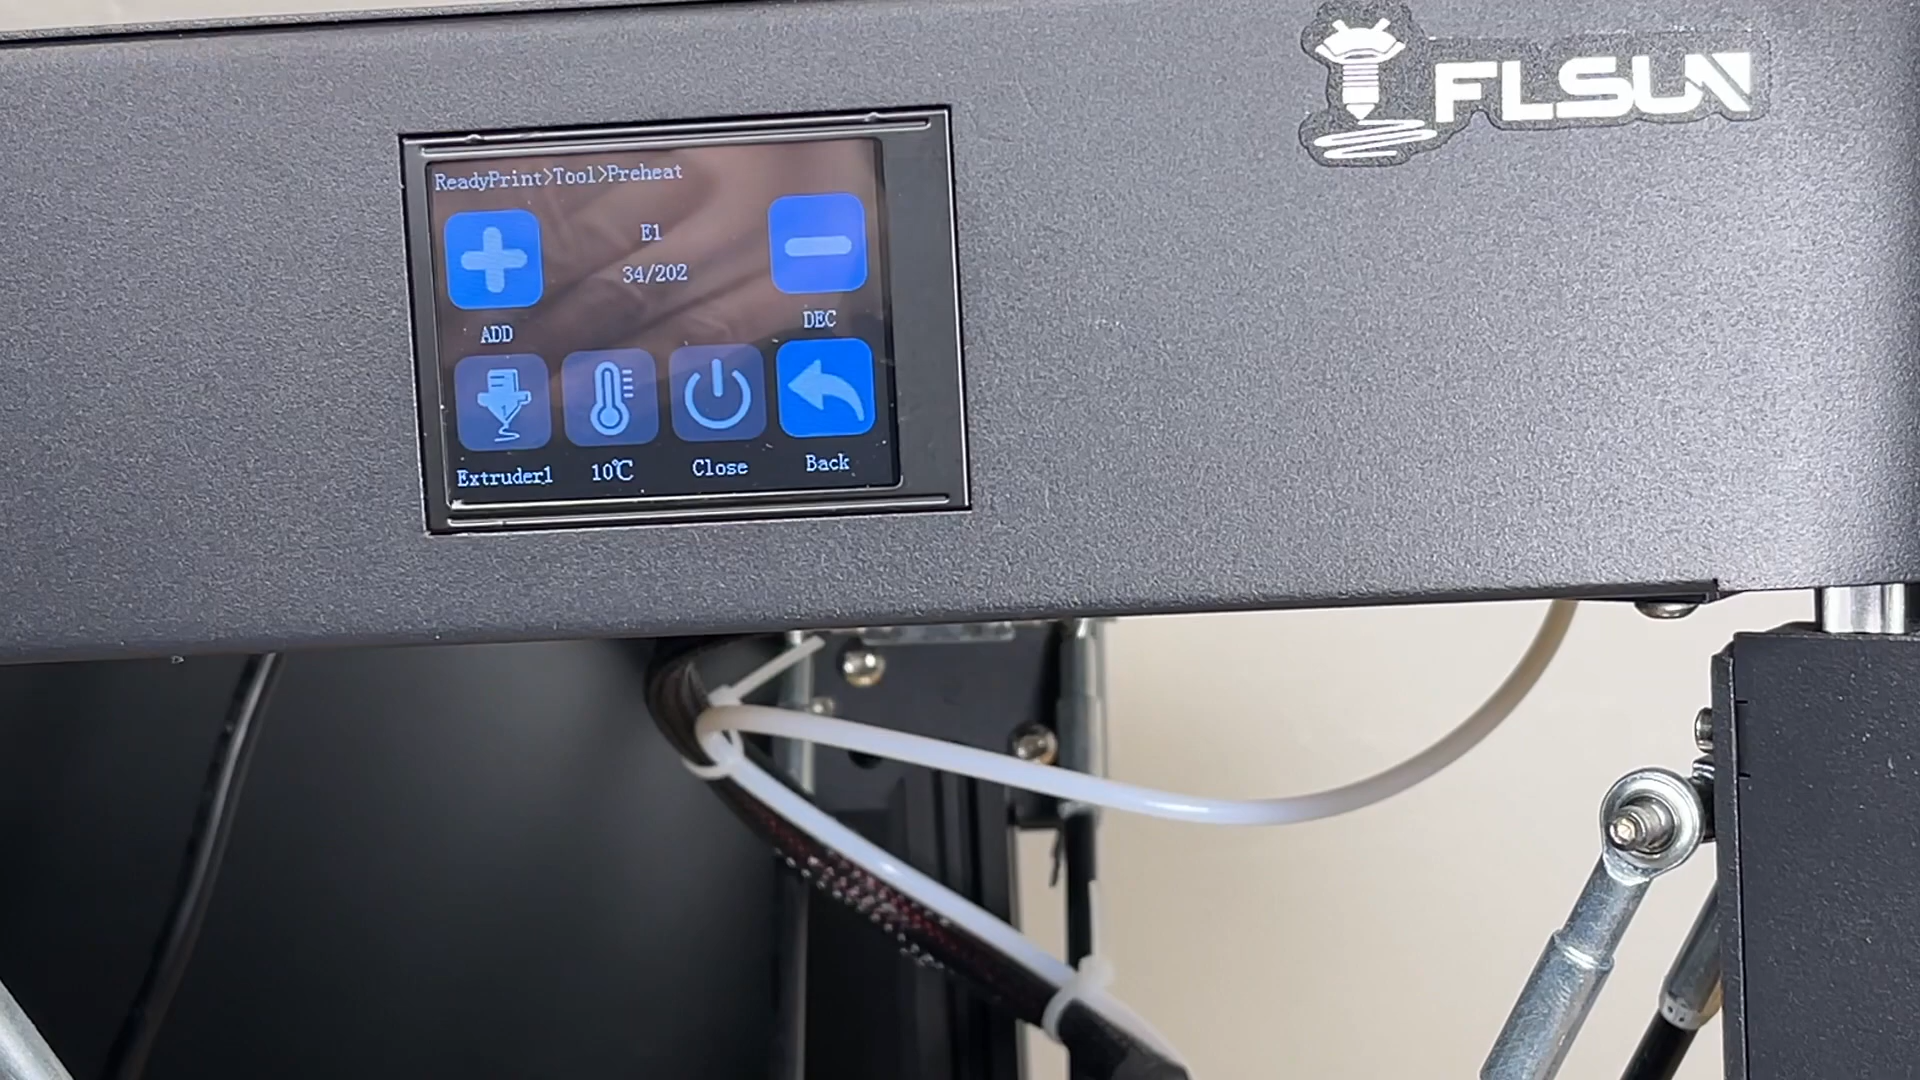 FLSUN
ReadyPrint>Tool>Preheat
E1
34/202
ADD
DEC
Extruder1
10℃
Close
Back